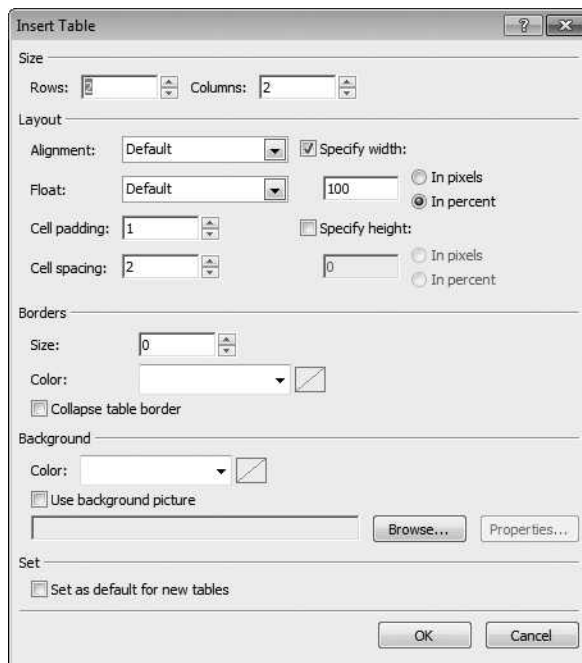 Insert Table
Size
Rows: 2 Columns: 2
Layout
Alignment: Default Specify width:
Float: Default 100 In pixels
In percent
Cell padding: 1 Specify height:
Cell spacing: 2 0 In pixels
In percent
Borders
Size: 0
Color:
Collapse table border
Background
Color:
Use background picture
Browse... Properties...
Set
Set as default for new tables
OK Cancel